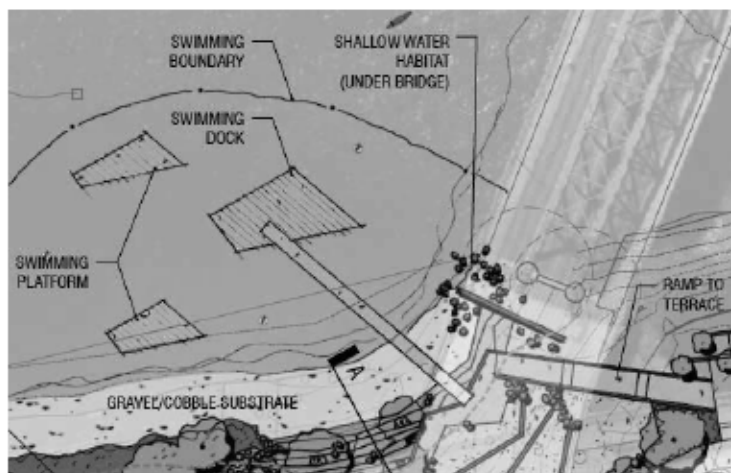 SWIMMING
BOUNDARY
SHALLOW WATER
HABITAT
(UNDER BRIDGE)
SWIMMING
DOCK
SWIMMING
PLATFORM
RAMP TO
TERRACE
A
GRAVEL/COBBLE SUBSTRATE